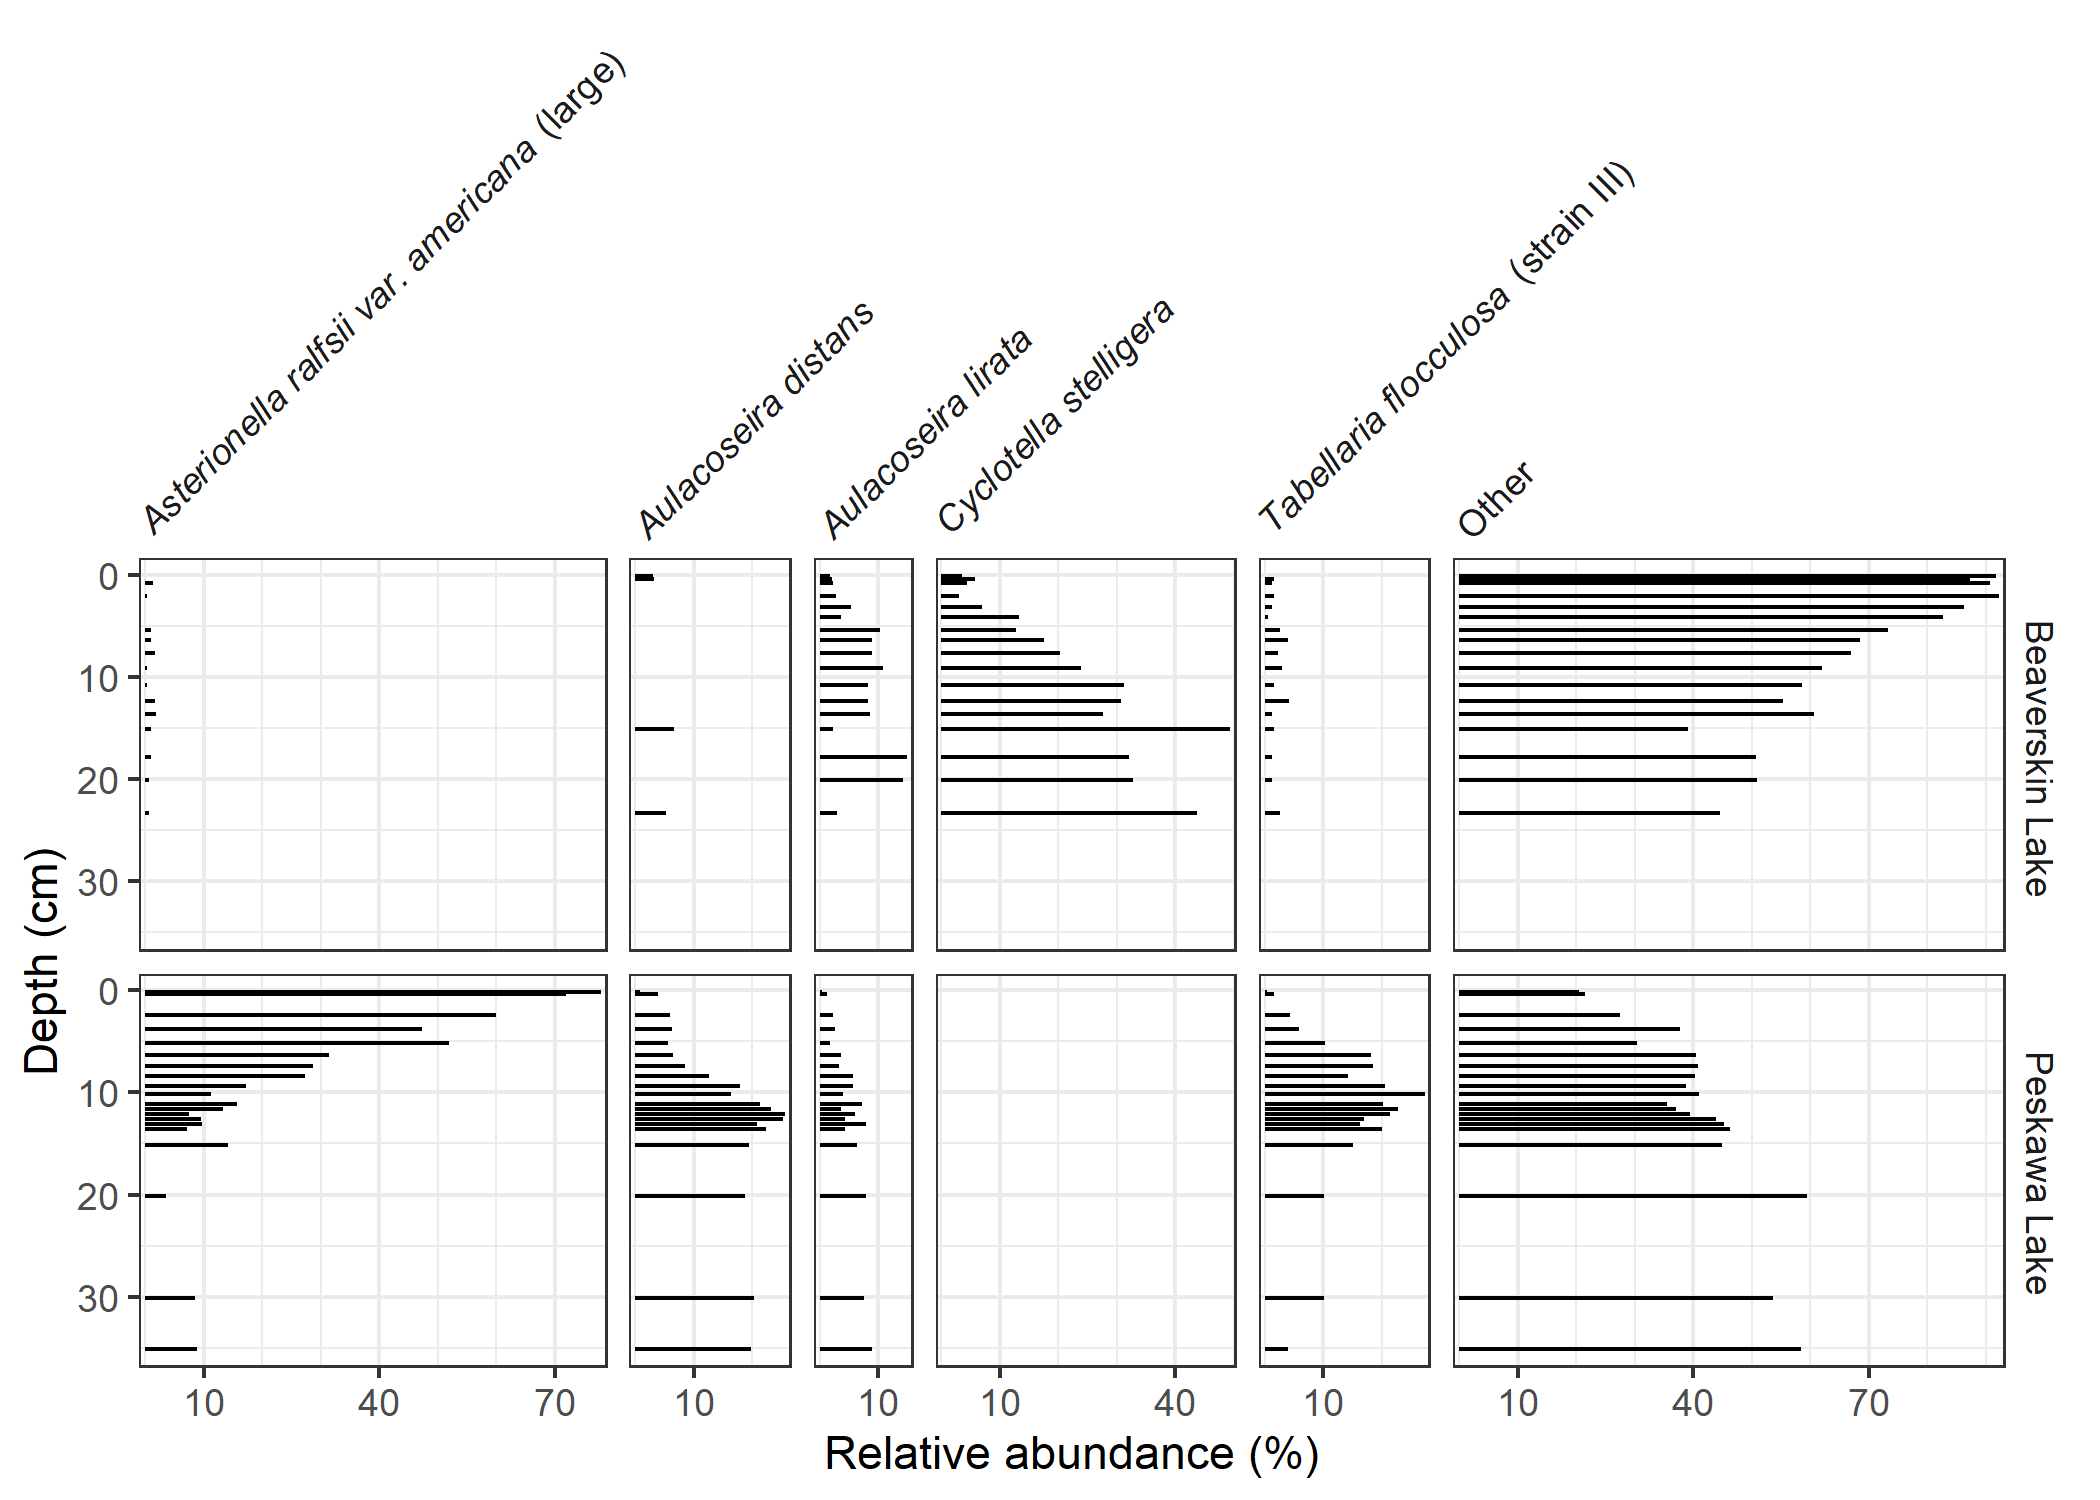 Asterionella ralfsii var. americana (large)
Aulacoseira distans
Aulacoseira lirata
Cyclotella stelligera
Tabellaria flocculosa (strain III)
Other
0
10
20
30
Beaverskin Lake
0
10
20
30
Peskawa Lake
Depth (cm)
10 40 70 10 10 10 40 10 10 40 70
Relative abundance (%)